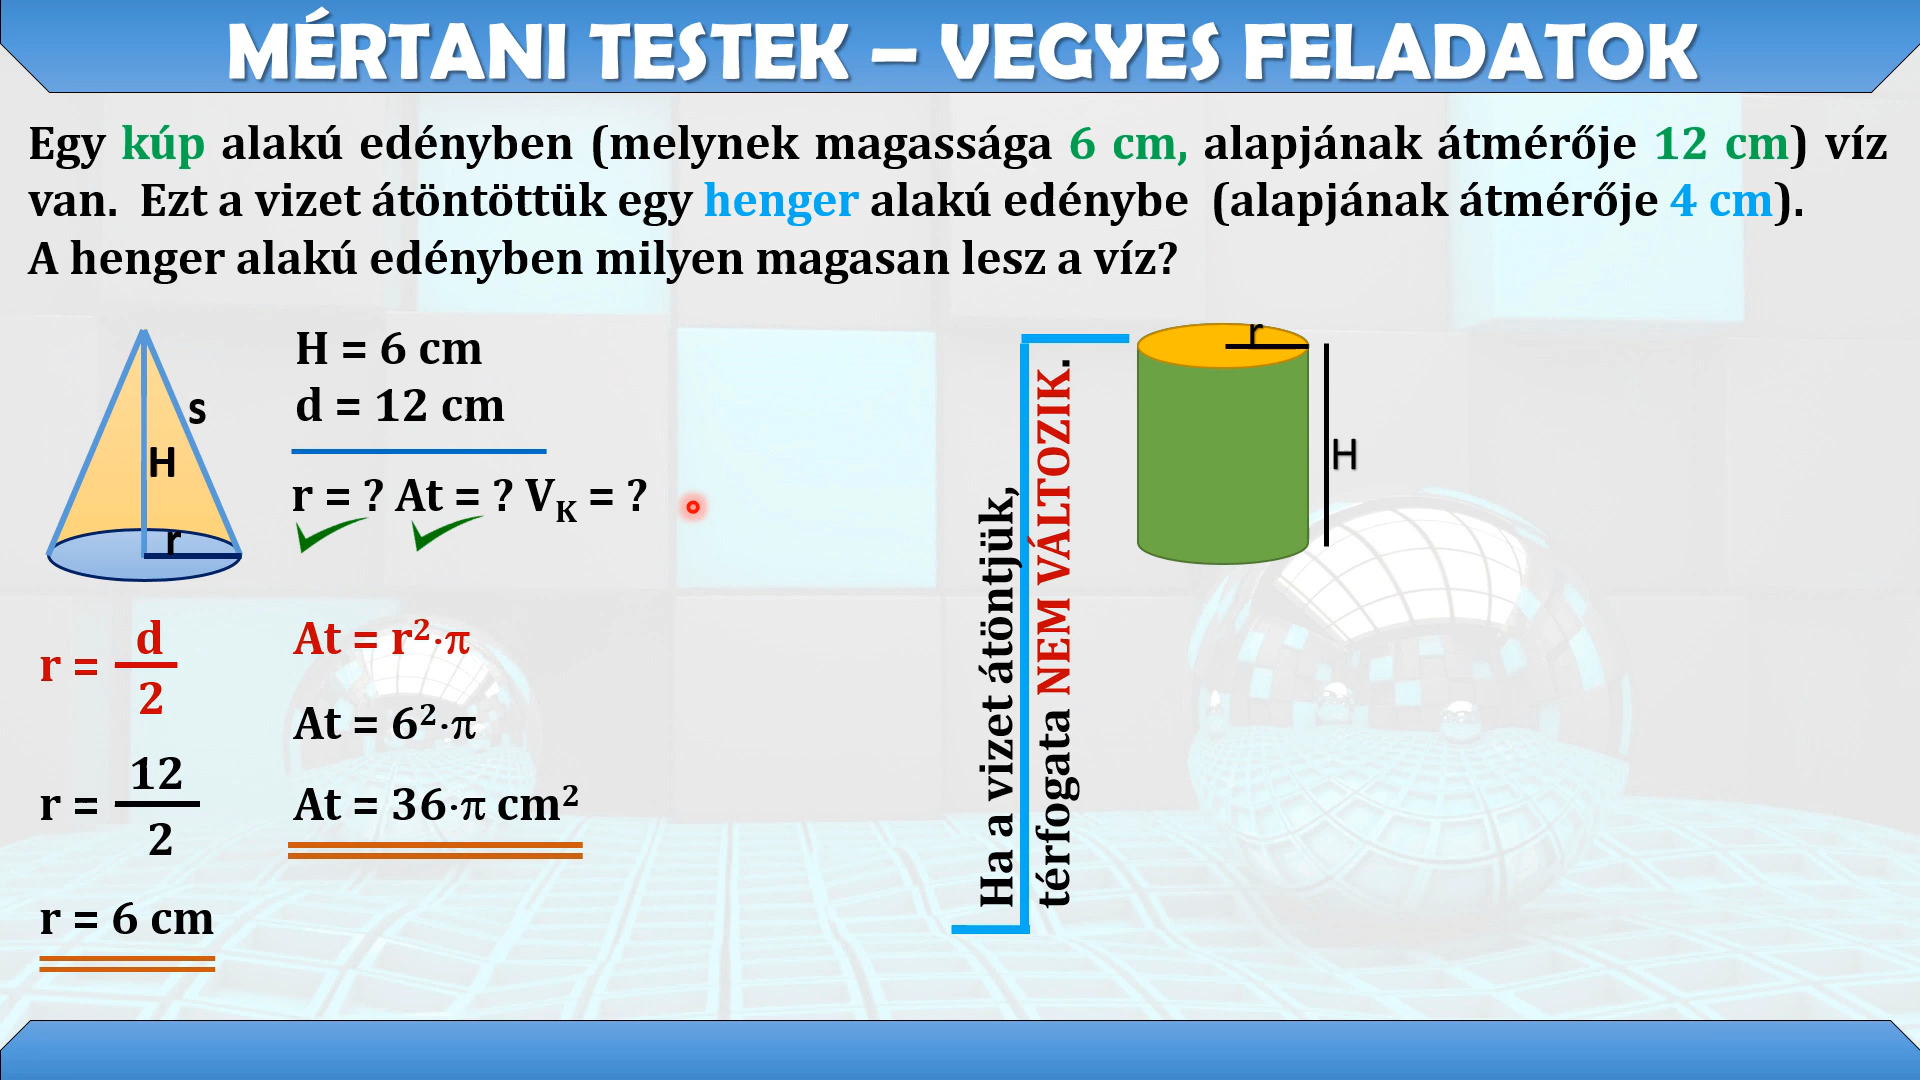 MÉRTANI TESTEK – VEGYES FELADATOK
Egy kúp alakú edényben (melynek magassága 6 cm, alapjának átmérője 12 cm) víz
van. Ezt a vizet átöntöttük egy henger alakú edénybe (alapjának átmérője 4 cm).
A henger alakú edényben milyen magasan lesz a víz?
s
H
r
H = 6 cm
d = 12 cm
r = ? At = ? V_K = ?
r = d/2
r = 12/2
r = 6 cm
At = r²·π
At = 6²·π
At = 36·π cm²
Ha a vizet átöntjük,
térfogata NEM VÁLTOZIK.
r
H